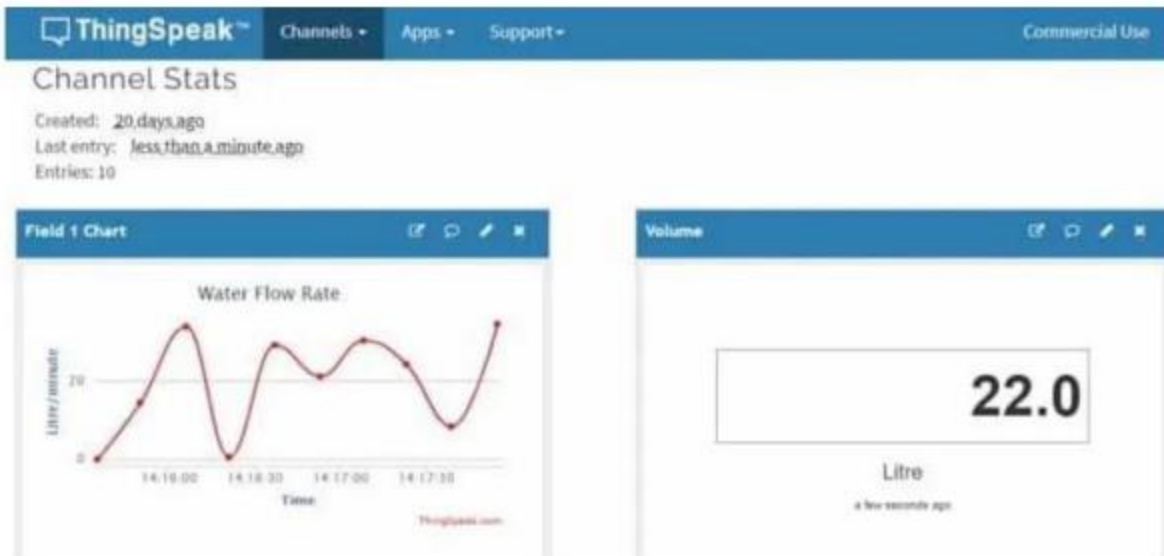 ThingSpeak™ Channels Apps Support Commercial Use
Channel Stats
Created: 20 days ago
Last entry: less than a minute ago
Entries: 10
Field 1 Chart
Water Flow Rate
Litre/minute
20
0
14:16:00 14:16:30 14:17:00 14:17:30
Time
ThingSpeak.com
Volume
22.0
Litre
a few seconds ago